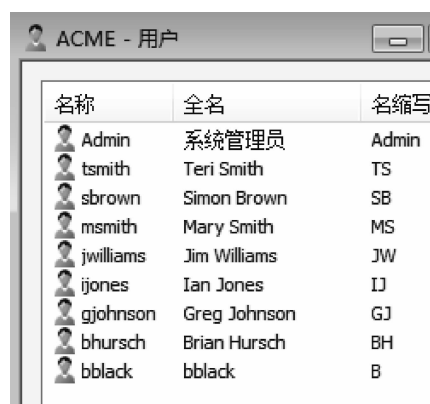 ACME - 用户
名称 全名 名缩写
Admin 系统管理员 Admin
tsmith Teri Smith TS
sbrown Simon Brown SB
msmith Mary Smith MS
jwilliams Jim Williams JW
ijones Ian Jones IJ
gjohnson Greg Johnson GJ
bhursch Brian Hursch BH
bblack bblack B